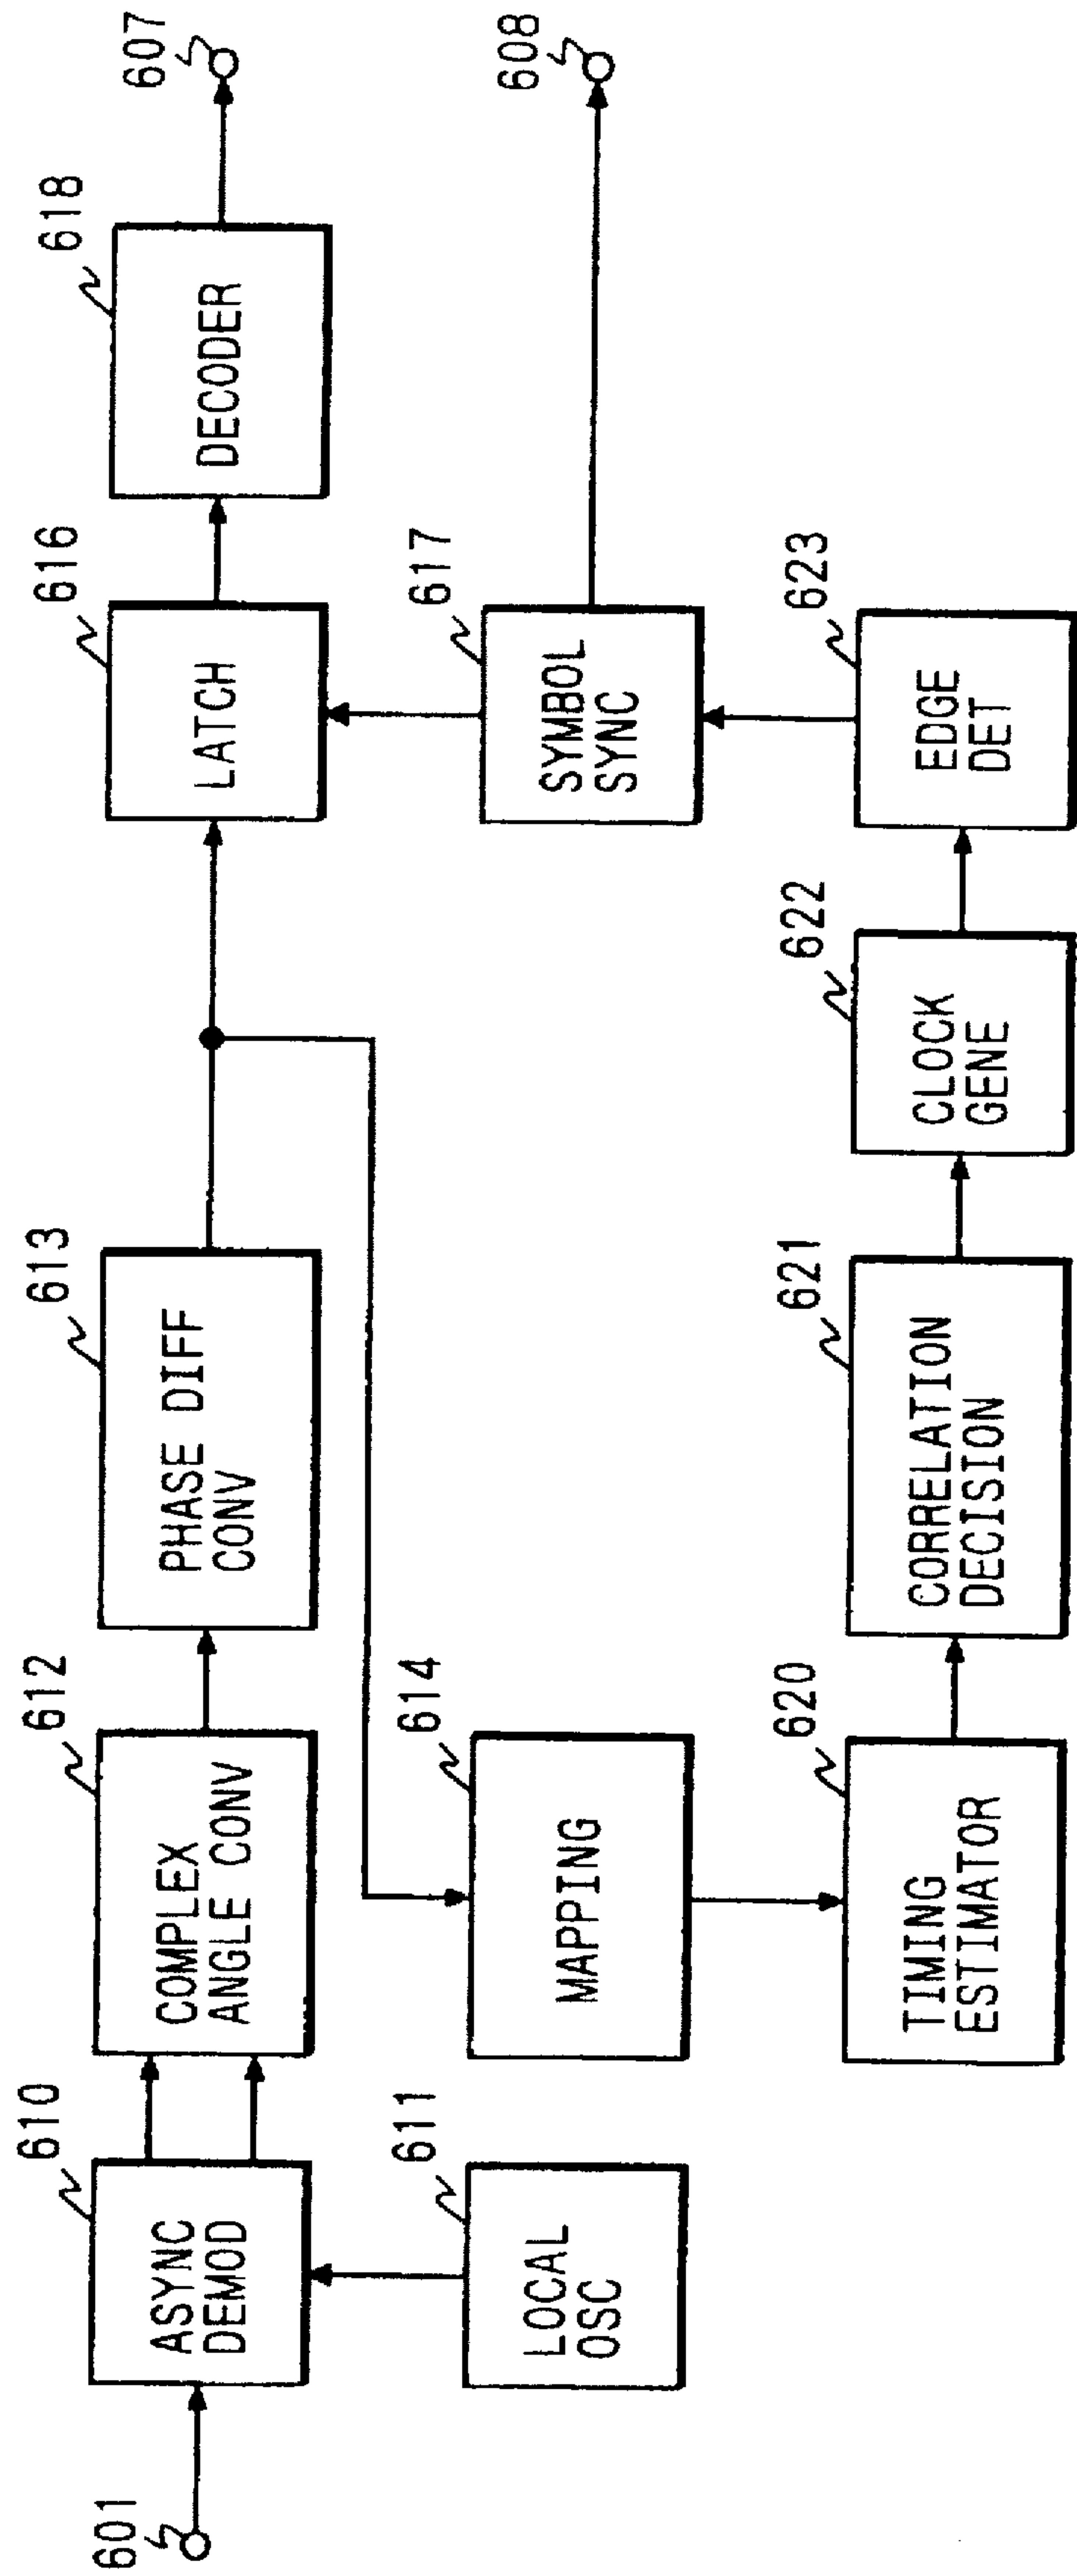 601
610
ASYNC
DEMOD
611
LOCAL
OSC
612
COMPLEX
ANGLE CONV
613
PHASE DIFF
CONV
616
LATCH
618
DECODER
607
614
MAPPING
617
SYMBOL
SYNC
608
620
TIMING
ESTIMATOR
621
CORRELATION
DECISION
622
CLOCK
GENE
623
EDGE
DET